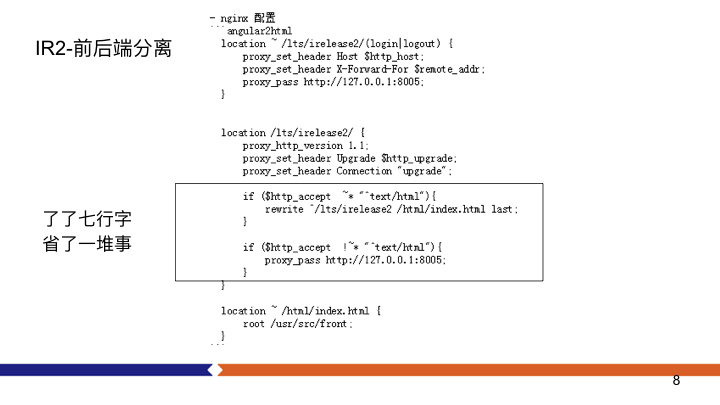 IR2-前后端分离
- nginx 配置
```angular2html
location ~ /lts/irelease2/(login|logout) {
proxy_set_header Host $http_host;
proxy_set_header X-Forward-For $remote_addr;
proxy_pass http://127.0.0.1:8005;
}
location /lts/irelease2/ {
proxy_http_version 1.1;
proxy_set_header Upgrade $http_upgrade;
proxy_set_header Connection "upgrade";
if ($http_accept ~* "^text/html"){
rewrite ^/lts/irelease2 /html/index.html last;
}
if ($http_accept !~* "^text/html"){
proxy_pass http://127.0.0.1:8005;
}
}
location ~ /html/index.html {
root /usr/src/front;
}
```
了了七行字
省了一堆事
8